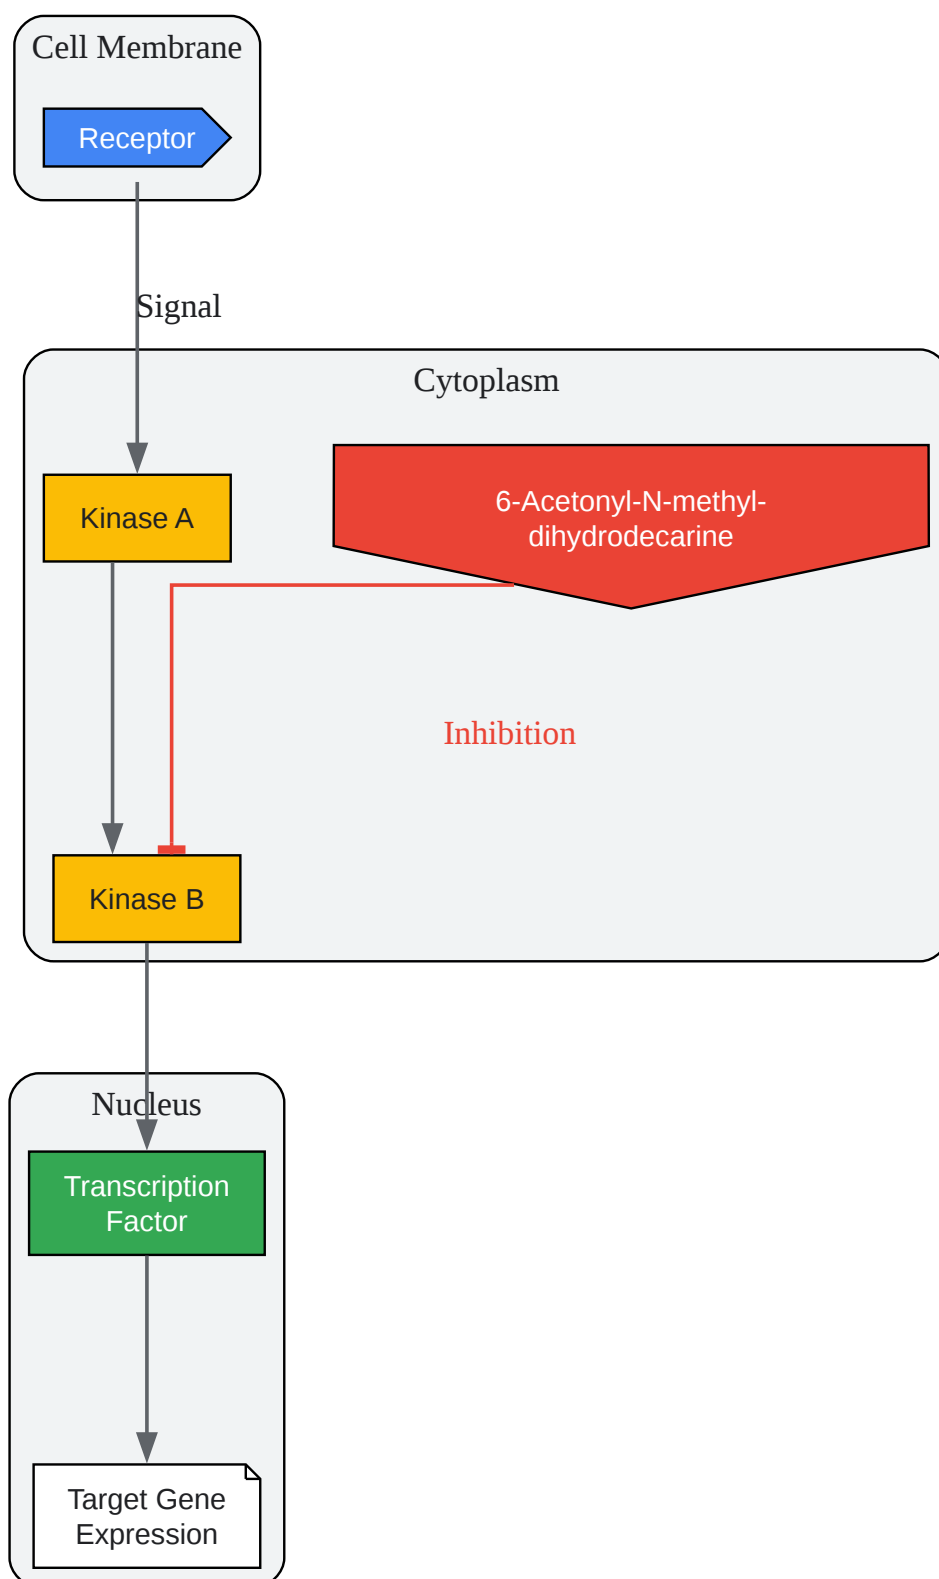 Cell Membrane
Receptor
Signal
Cytoplasm
6-Acetonyl-N-methyl-
dihydrodecarine
Kinase A
Inhibition
Kinase B
Nucleus
Transcription
Factor
Target Gene
Expression